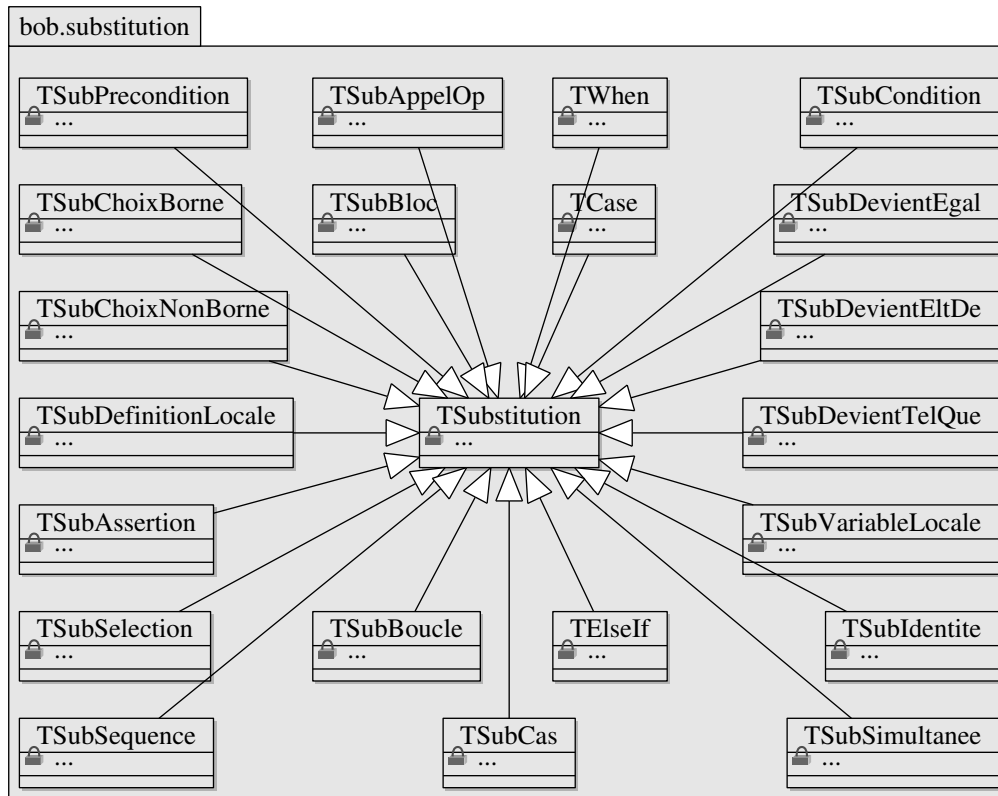 bob.substitution
TSubPrecondition
...
TSubAppelOp
...
TWhen
...
TSubCondition
...
TSubChoixBorne
...
TSubBloc
...
TCase
...
TSubDevientEgal
...
TSubChoixNonBorne
...
TSubDevientEltDe
...
TSubDefinitionLocale
...
TSubstitution
...
TSubDevientTelQue
...
TSubAssertion
...
TSubVariableLocale
...
TSubSelection
...
TSubBoucle
...
TElseIf
...
TSubIdentite
...
TSubSequence
...
TSubCas
...
TSubSimultanee
...